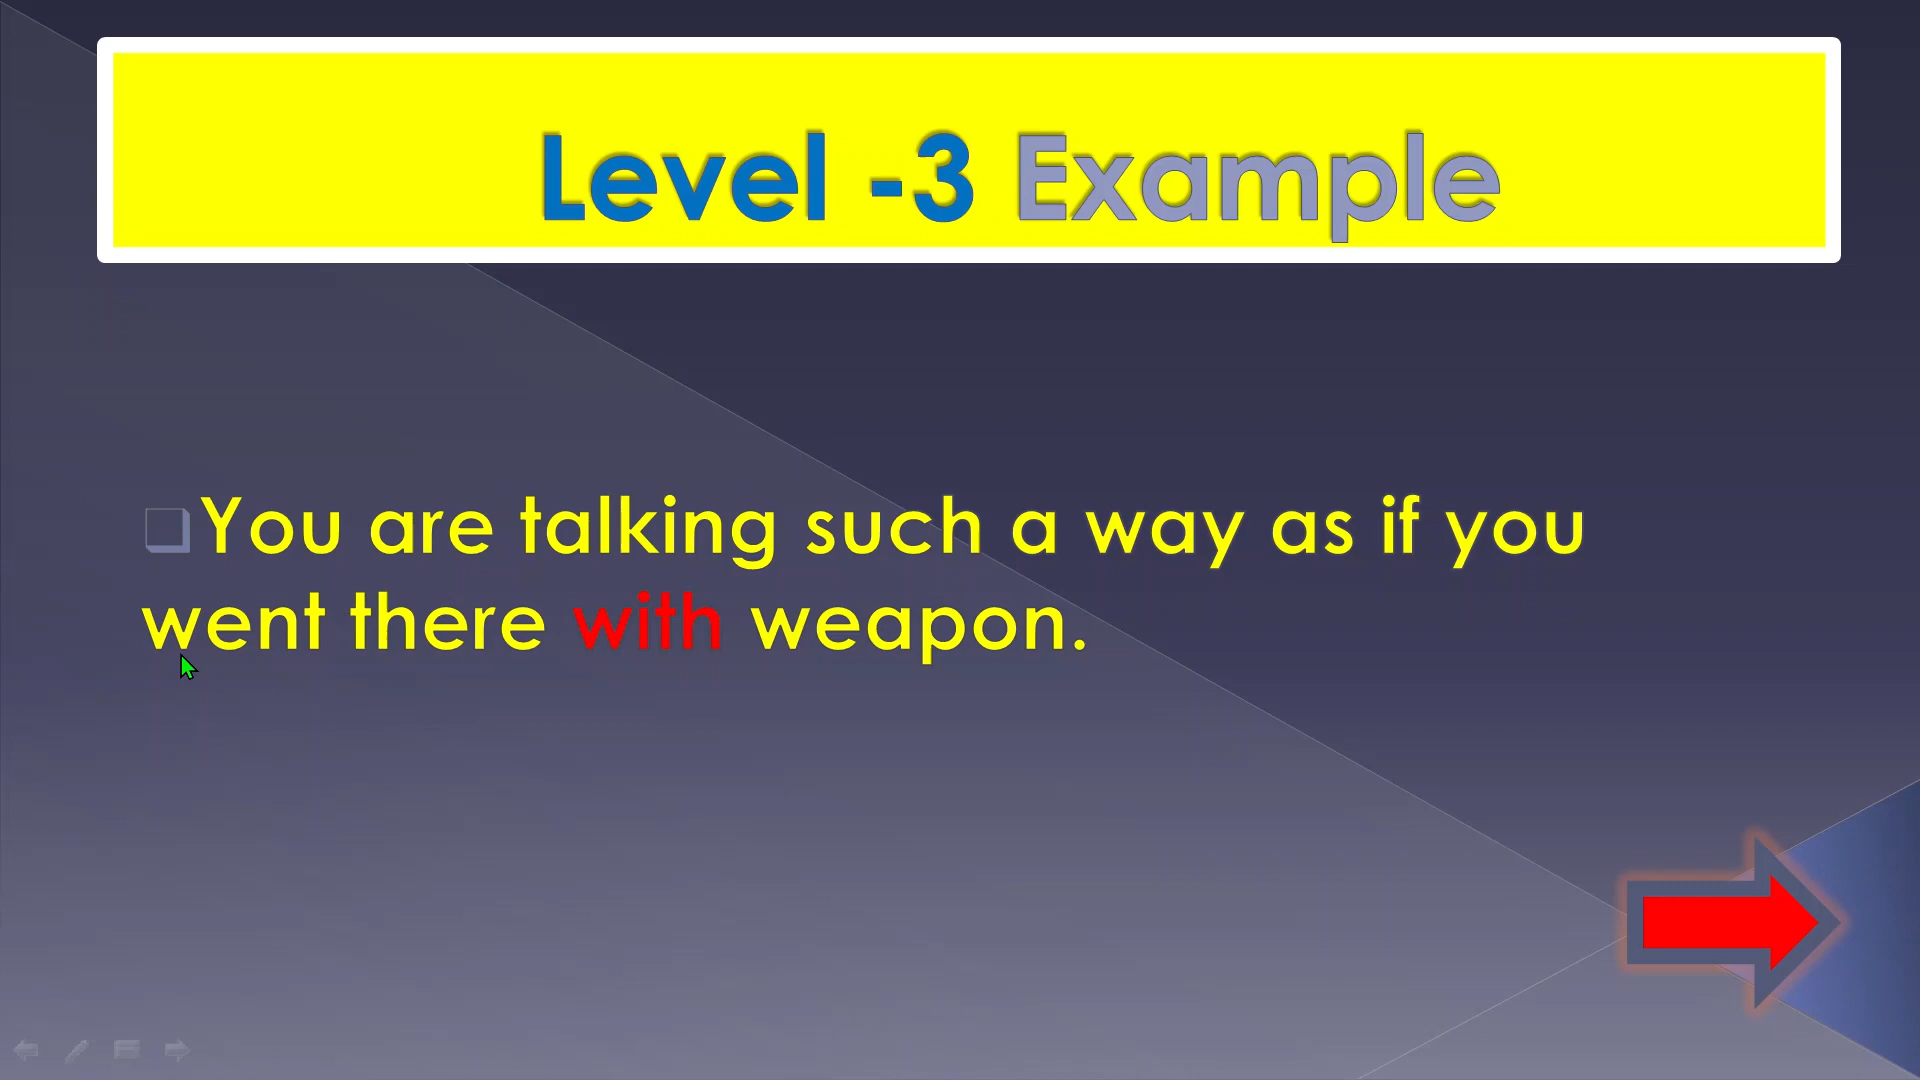 Level -3 Example
You are talking such a way as if you
went there with weapon.